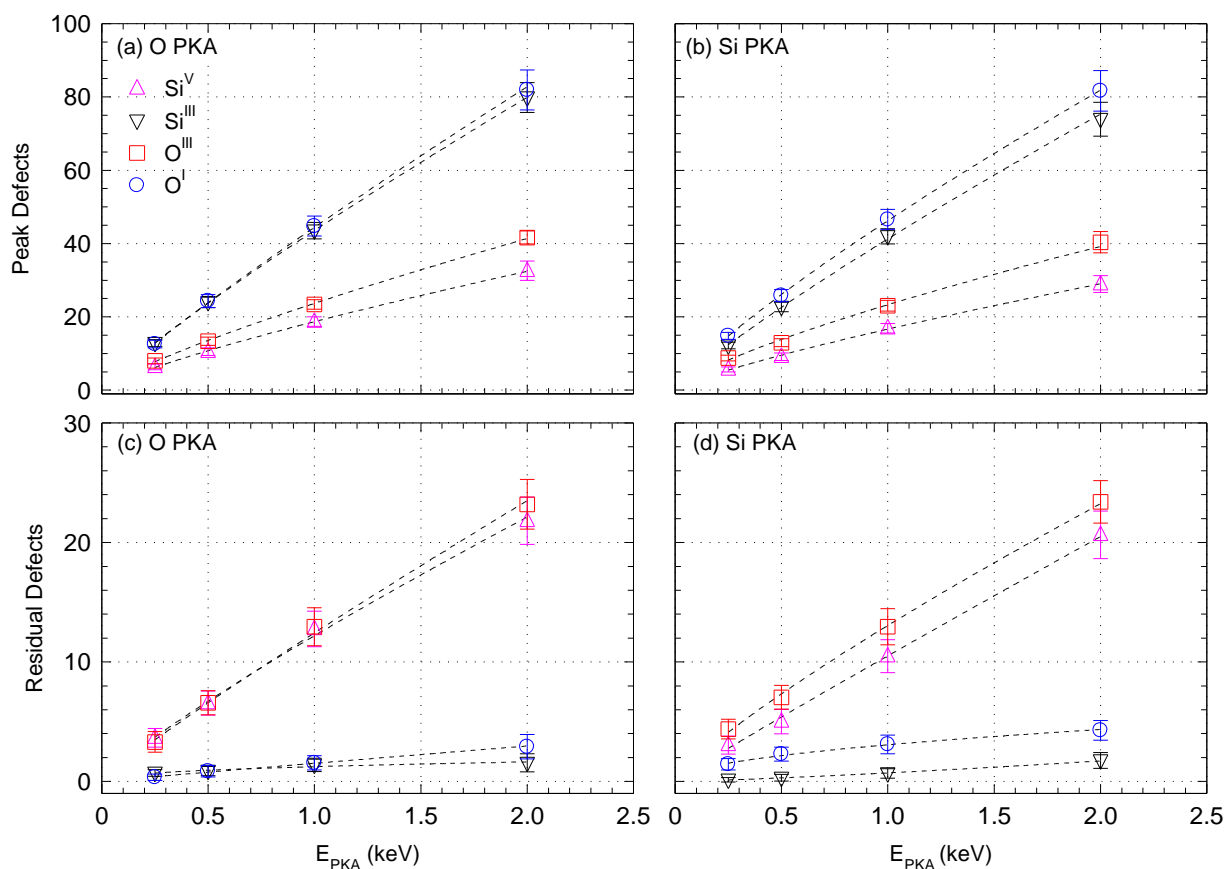 100
80
60
40
20
0
Peak Defects
(a) O PKA
Si^V
Si^III
O^III
O^I
(b) Si PKA
30
20
10
0
Residual Defects
(c) O PKA
(d) Si PKA
0 0.5 1.0 1.5 2.0 2.5
0 0.5 1.0 1.5 2.0 2.5
E_PKA (keV)
E_PKA (keV)